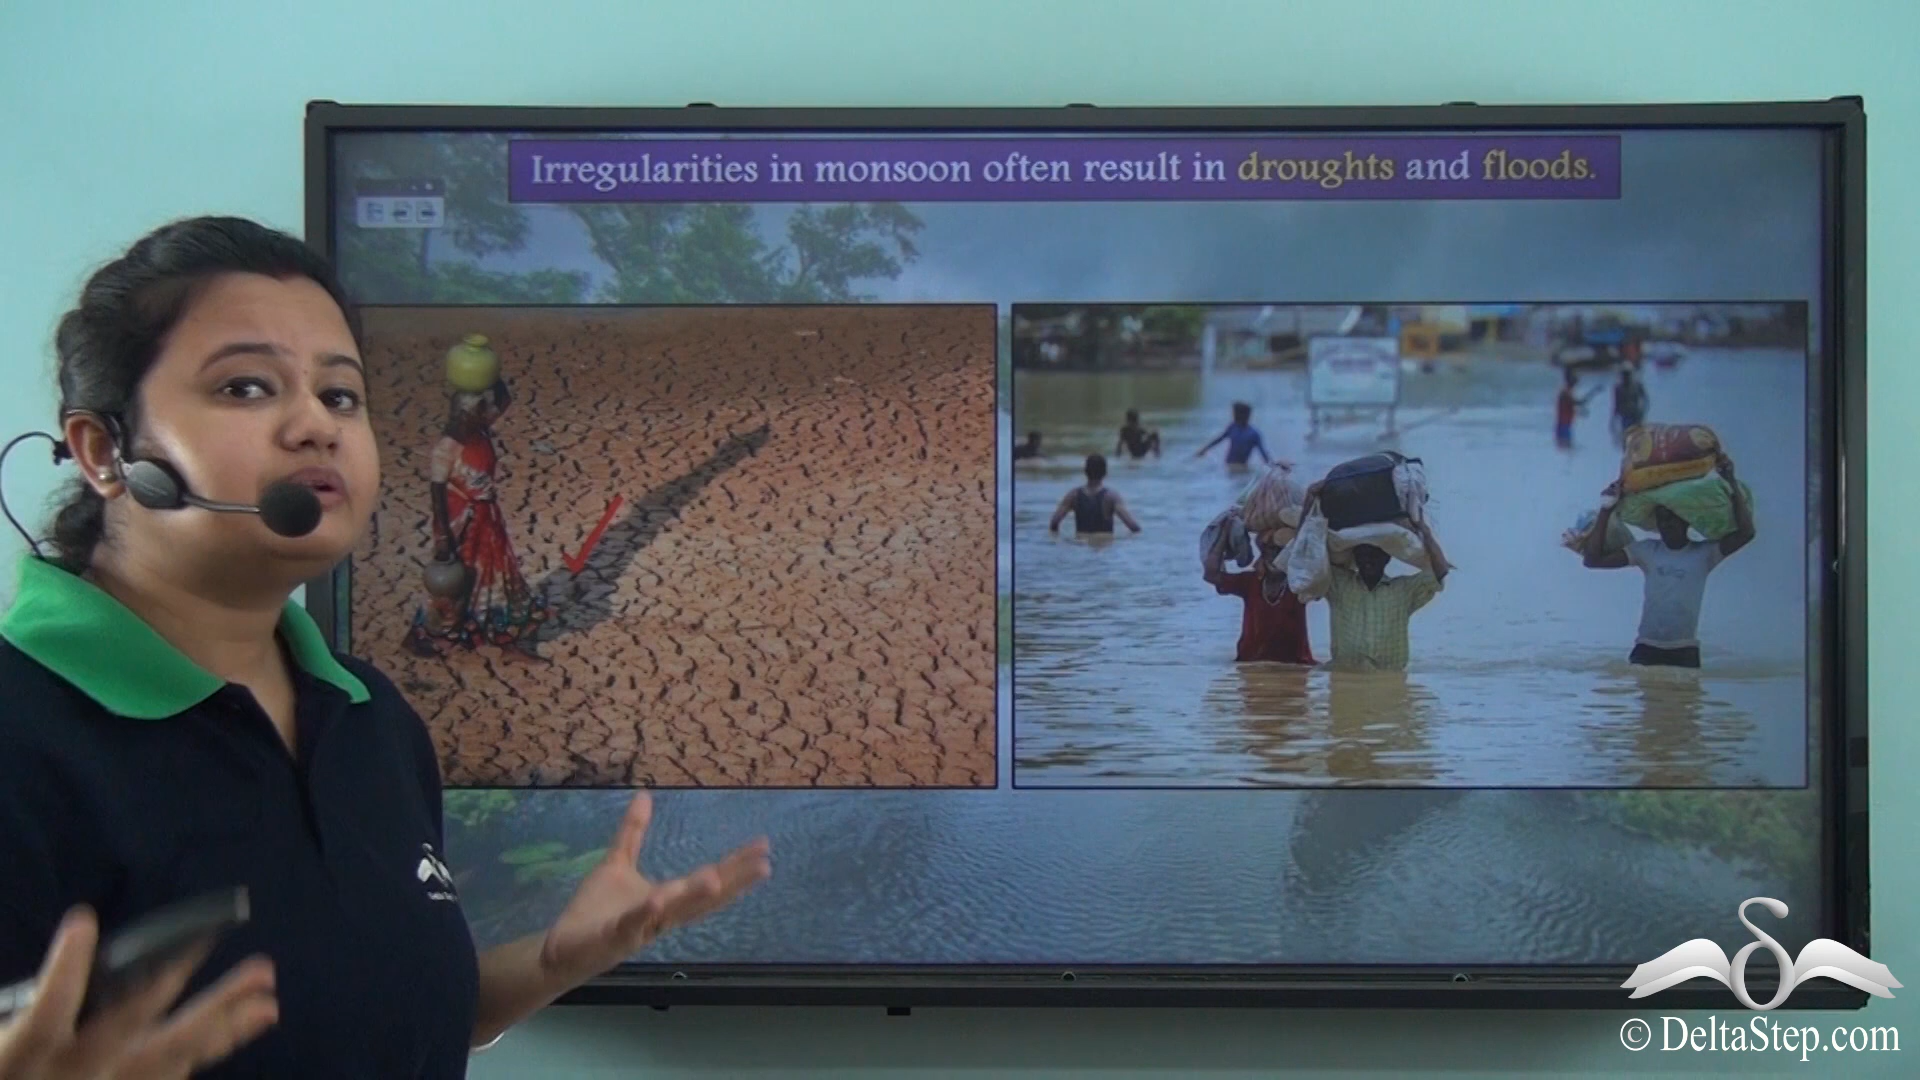 Irregularities in monsoon often result in droughts and floods.
© DeltaStep.com